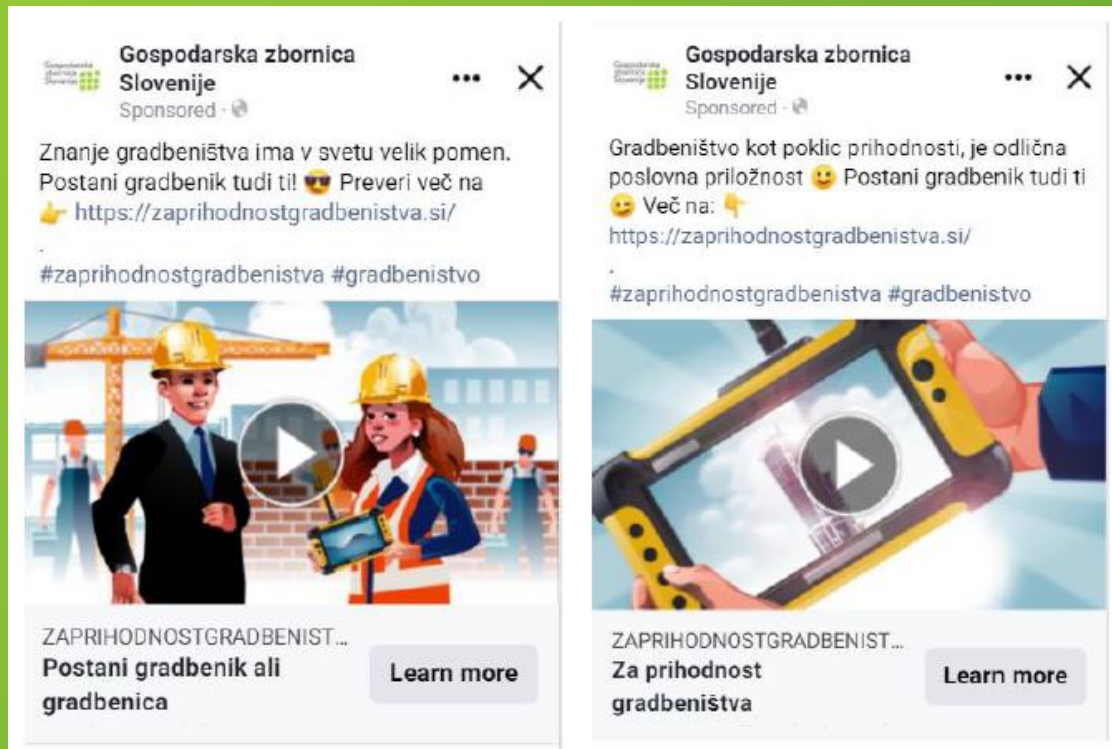 Gospodarska zbornica
Slovenije
Sponsored ·
Znanje gradbeništva ima v svetu velik pomen.
Postani gradbenik tudi ti! 😎 Preveri več na
👉 https://zaprihodnostgradbenistva.si/
.
#zaprihodnostgradbenistva #gradbenistvo
ZAPRIHODNOSTGRADBENIST...
Postani gradbenik ali
gradbenica
Learn more
Gospodarska zbornica
Slovenije
Sponsored ·
Gradbeništvo kot poklic prihodnosti, je odlična
poslovna priložnost 😃 Postani gradbenik tudi ti
😉 Več na: 👇
https://zaprihodnostgradbenistva.si/
.
#zaprihodnostgradbenistva #gradbenistvo
ZAPRIHODNOSTGRADBENIST...
Za prihodnost
gradbeništva
Learn more